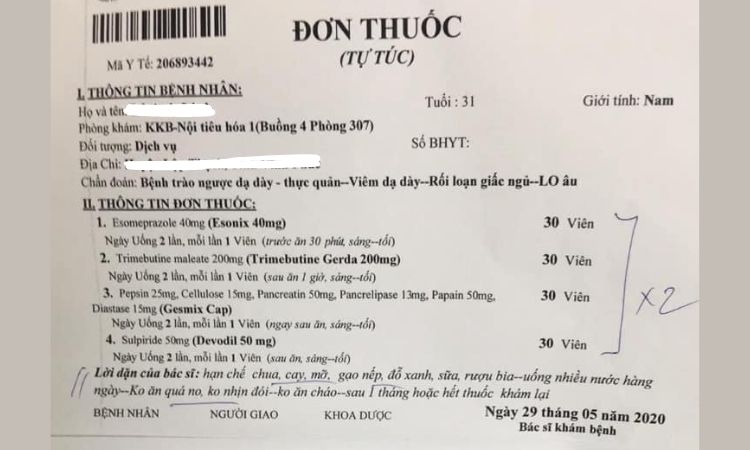 ĐƠN THUỐC
(TỰ TÚC)
Mã Y Tế: 206893442
I. THÔNG TIN BỆNH NHÂN:
Họ và tên
Tuổi : 31
Giới tính: Nam
Phòng khám: KKB-Nội tiêu hóa 1(Buồng 4 Phòng 307)
Đối tượng: Dịch vụ
Số BHYT:
Địa Chỉ:
Chẩn đoán: Bệnh trào ngược dạ dày - thực quản--Viêm dạ dày--Rối loạn giấc ngủ--LO âu
II. THÔNG TIN ĐƠN THUỐC:
1. Esomeprazole 40mg (Esonix 40mg) 30 Viên
Ngày Uống 2 lần, mỗi lần 1 Viên (trước ăn 30 phút, sáng--tối)
2. Trimebutine maleate 200mg (Trimebutine Gerda 200mg) 30 Viên
Ngày Uống 2 lần, mỗi lần 1 Viên (sau ăn 1 giờ, sáng--tối)
3. Pepsin 25mg, Cellulose 15mg, Pancreatin 50mg, Pancrelipase 13mg, Papain 50mg, 30 Viên
Diastase 15mg (Gesmix Cap)
Ngày Uống 2 lần, mỗi lần 1 Viên (ngay sau ăn, sáng--tối)
4. Sulpiride 50mg (Devodil 50 mg) 30 Viên
Ngày Uống 2 lần, mỗi lần 1 Viên (sau ăn, sáng--tối)
x2
Lời dặn của bác sĩ: hạn chế chua, cay, mỡ, gạo nếp, đỗ xanh, sữa, rượu bia--uống nhiều nước hàng
ngày--Ko ăn quá no, ko nhịn đói--ko ăn cháo--sau 1 tháng hoặc hết thuốc khám lại
Ngày 29 tháng 05 năm 2020
BỆNH NHÂN NGƯỜI GIAO KHOA DƯỢC
Bác sĩ khám bệnh